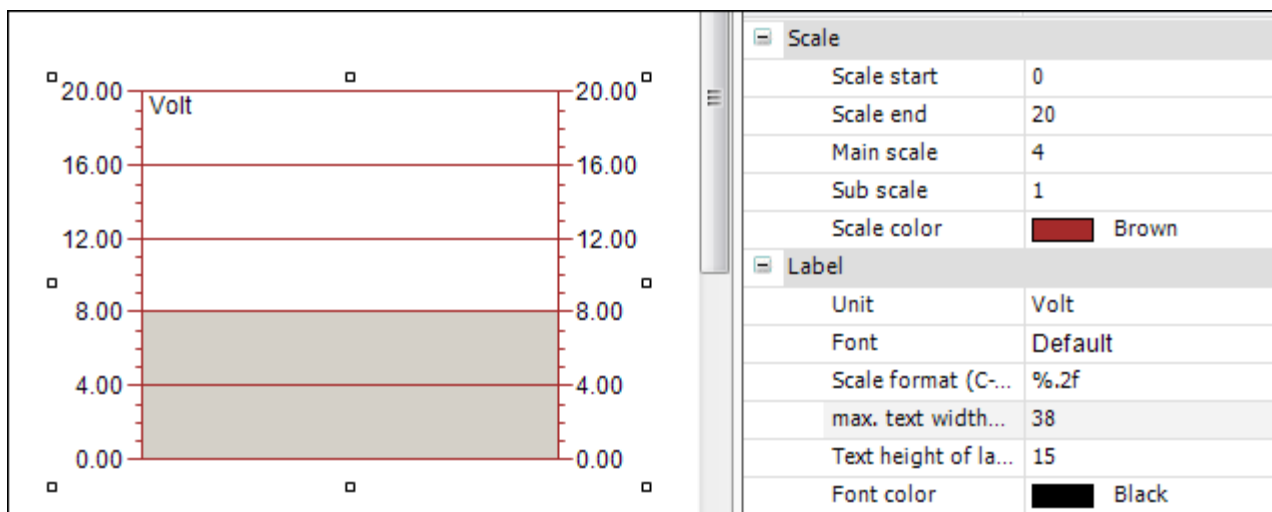 20.00 Volt 20.00
16.00 16.00
12.00 12.00
8.00 8.00
4.00 4.00
0.00 0.00
Scale
Scale start 0
Scale end 20
Main scale 4
Sub scale 1
Scale color Brown
Label
Unit Volt
Font Default
Scale format (C-... %.2f
max. text width... 38
Text height of la... 15
Font color Black